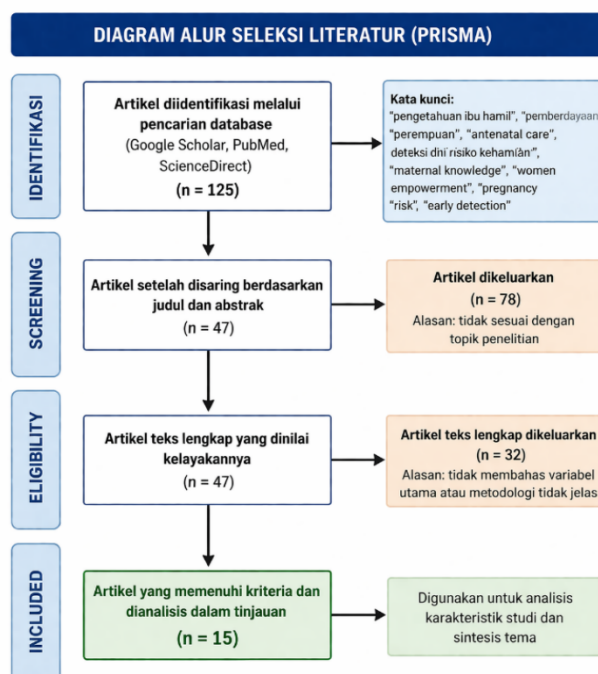 DIAGRAM ALUR SELEKSI LITERATUR (PRISMA)
IDENTIFIKASI
Artikel diidentifikasi melalui
pencarian database
(Google Scholar, PubMed,
ScienceDirect)
(n = 125)
Kata kunci:
"pengetahuan ibu hamil", "pemberdayaan
"perempuan", "antenatal care",
deteksi dini risiko kehamilan",
"maternal knowledge", "women
empowerment", "pregnancy
"risk", "early detection"
SCREENING
Artikel setelah disaring berdasarkan
judul dan abstrak
(n = 47)
Artikel dikeluarkan
(n = 78)
Alasan: tidak sesuai dengan
topik penelitian
ELIGIBILITY
Artikel teks lengkap yang dinilai
kelayakannya
(n = 47)
Artikel teks lengkap dikeluarkan
(n = 32)
Alasan: tidak membahas variabel
utama atau metodologi tidak jelas
INCLUDED
Artikel yang memenuhi kriteria dan
dianalisis dalam tinjauan
(n = 15)
Digunakan untuk analisis
karakteristik studi dan
sintesis tema